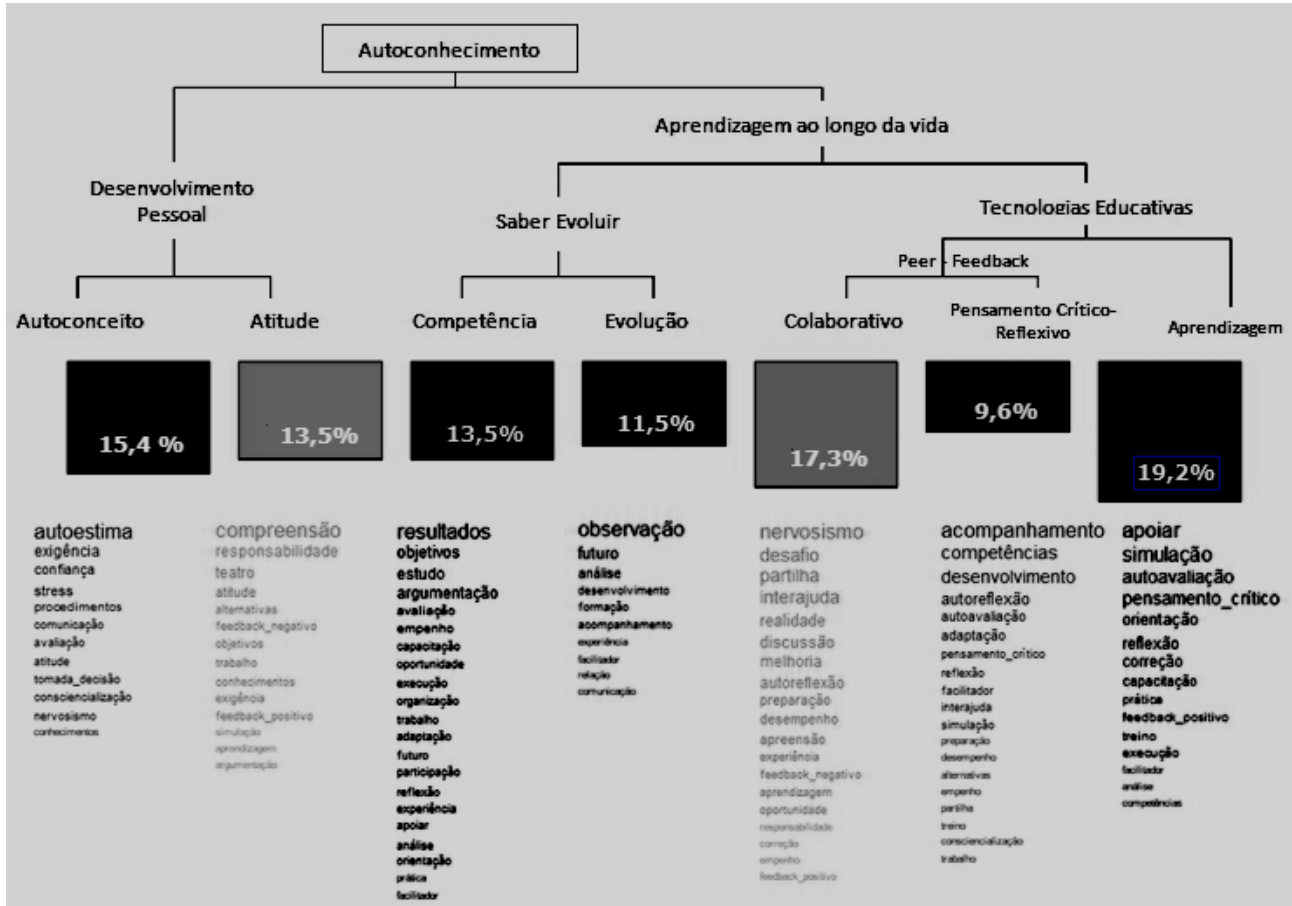 Autoconhecimento
Aprendizagem ao longo da vida
Desenvolvimento
Pessoal
Saber Evoluir
Tecnologias Educativas
Peer - Feedback
Autoconceito
Atitude
Competência
Evolução
Colaborativo
Pensamento Crítico-
Reflexivo
Aprendizagem
15,4 %
13,5%
13,5%
11,5%
17,3%
9,6%
19,2%
autoestima
exigência
confiança
stress
procedimentos
comunicação
avaliação
atitude
tomada_decisão
consciencialização
nervosismo
conhecimentos
compreensão
responsabilidade
teatro
atitude
alternativas
feedback_negativo
objetivos
trabalho
conhecimentos
exigência
feedback_positivo
simulação
aprendizagem
argumentação
resultados
objetivos
estudo
argumentação
avaliação
empenho
capacitação
oportunidade
execução
organização
trabalho
adaptação
futuro
participação
reflexão
experiência
apoiar
análise
orientação
prática
facilitador
observação
futuro
análise
desenvolvimento
formação
acompanhamento
experiência
facilitador
relação
comunicação
nervosismo
desafio
partilha
interajuda
realidade
discussão
melhoria
autoreflexão
preparação
desempenho
apreensão
experiência
feedback_negativo
aprendizagem
oportunidade
responsabilidade
correção
empenho
feedback_positivo
acompanhamento
competências
desenvolvimento
autoreflexão
autoavaliação
adaptação
pensamento_crítico
reflexão
facilitador
interajuda
simulação
preparação
desempenho
alternativas
empenho
partilha
treino
consciencialização
trabalho
apoiar
simulação
autoavaliação
pensamento_crítico
orientação
reflexão
correção
capacitação
prática
feedback_positivo
treino
execução
facilitador
análise
competências